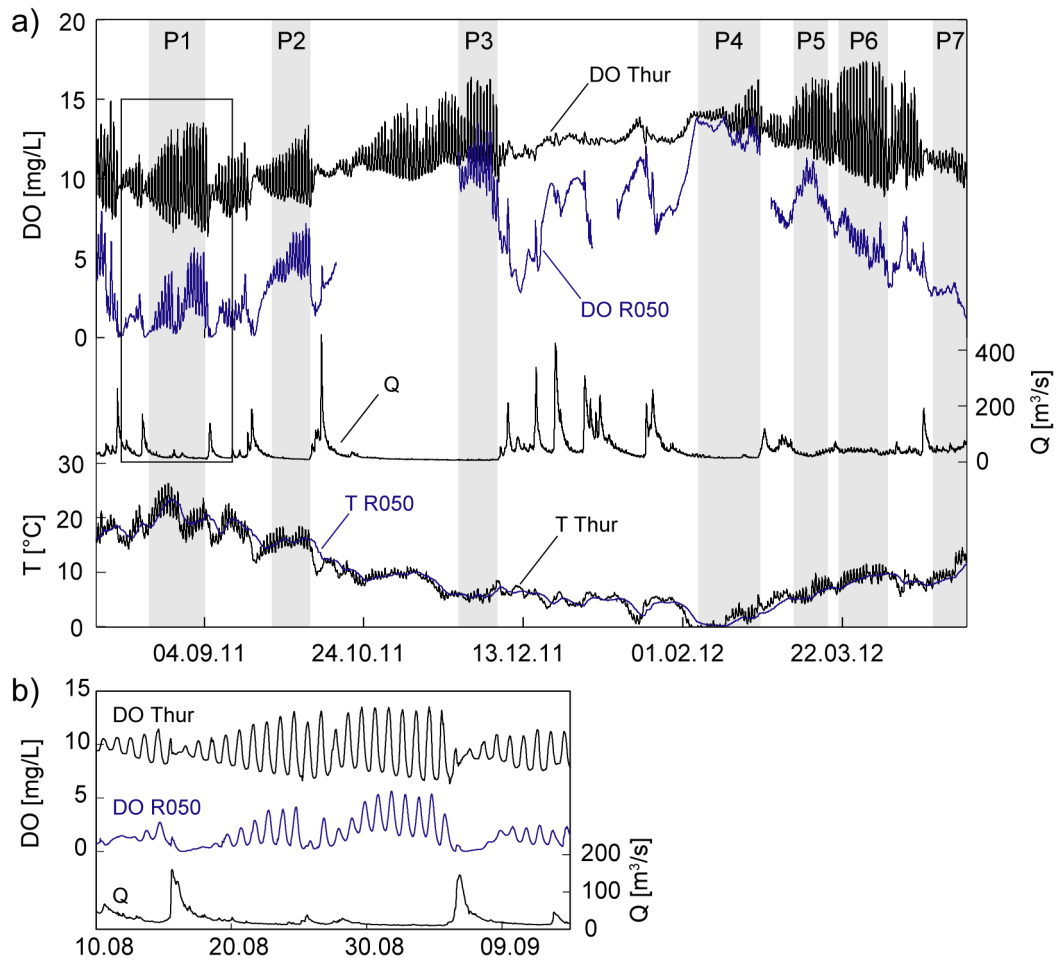 a)
P1 P2 P3 P4 P5 P6 P7
20
15
10
5
0
DO [mg/L]
DO Thur
DO R050
Q
400
200
0
Q [m³/s]
30
20
10
0
T [°C]
T R050
T Thur
04.09.11 24.10.11 13.12.11 01.02.12 22.03.12
b)
15
10
5
0
DO [mg/L]
DO Thur
DO R050
Q
200
100
0
Q [m³/s]
10.08 20.08 30.08 09.09